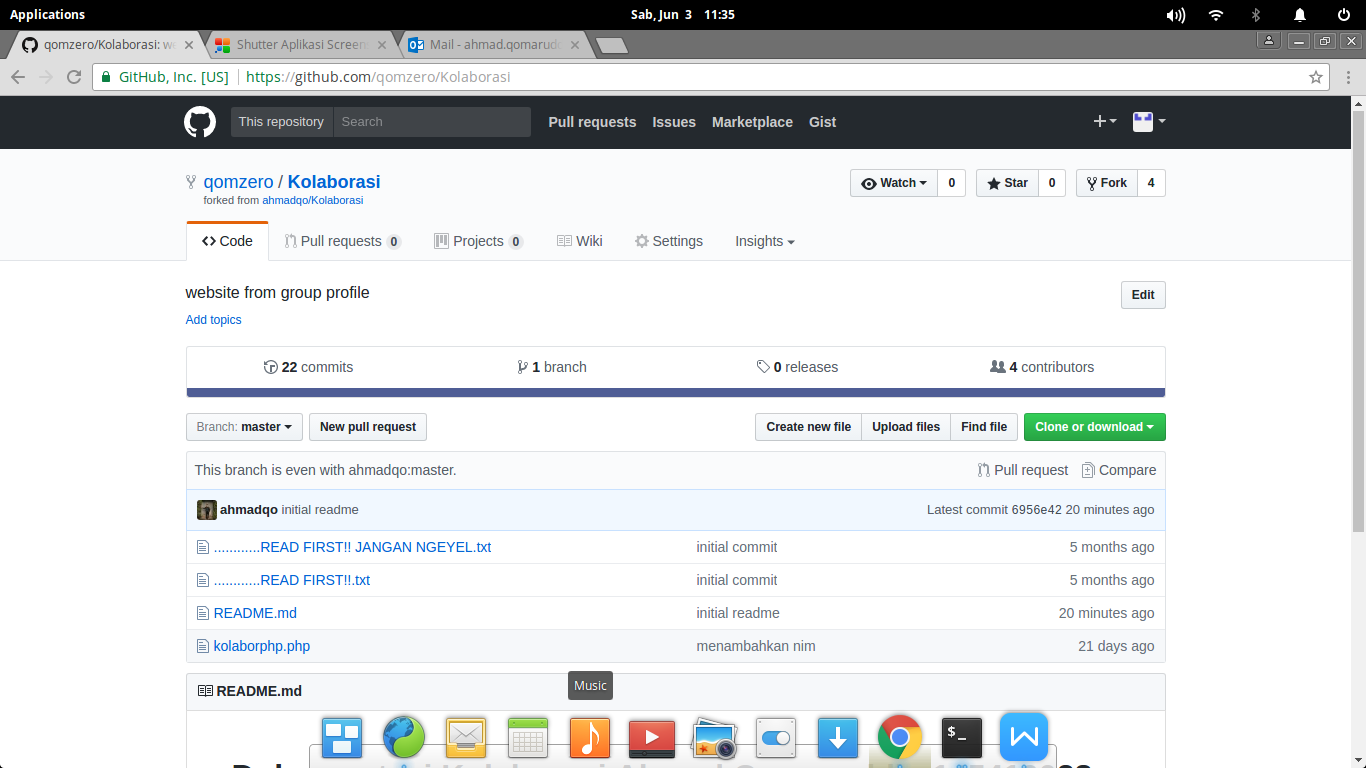 Applications
Sab, Jun 3 11:35
qomzero/Kolaborasi: we
Shutter Aplikasi Screen
Mail - ahmad.qomarud
GitHub, Inc. [US] https://github.com/qomzero/Kolaborasi
This repository Search Pull requests Issues Marketplace Gist
qomzero / Kolaborasi
Watch 0 Star 0 Fork 4
forked from ahmadqo/Kolaborasi
Code Pull requests 0 Projects 0 Wiki Settings Insights
website from group profile
Edit
Add topics
22 commits 1 branch 0 releases 4 contributors
Branch: master New pull request Create new file Upload files Find file Clone or download
This branch is even with ahmadqo:master. Pull request Compare
ahmadqo initial readme Latest commit 6956e42 20 minutes ago
............READ FIRST!! JANGAN NGEYEL.txt initial commit 5 months ago
............READ FIRST!!.txt initial commit 5 months ago
README.md initial readme 20 minutes ago
kolaborphp.php menambahkan nim 21 days ago
README.md
Music
$_